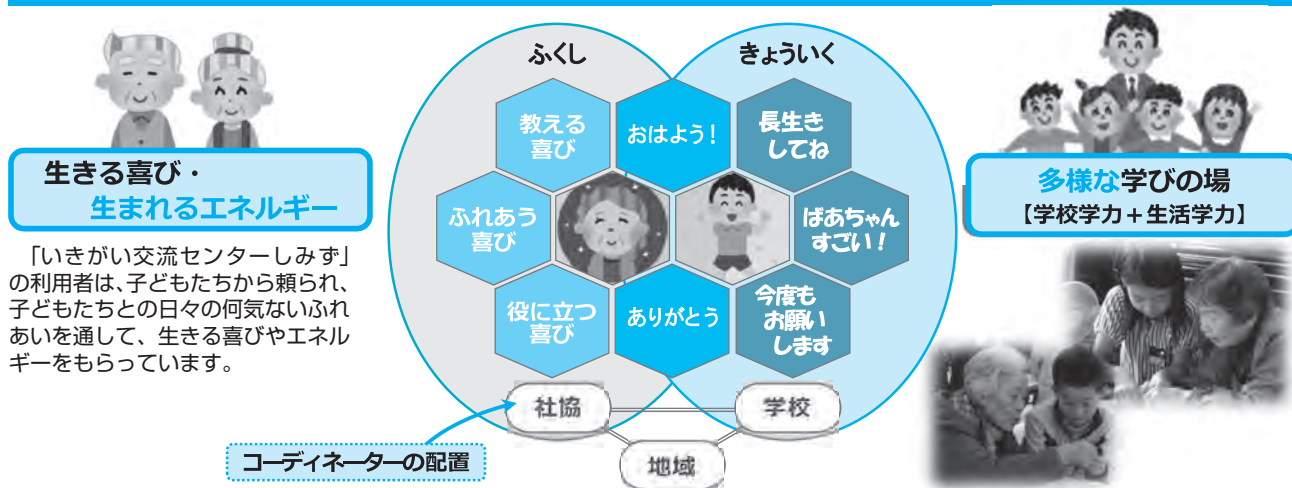 生きる喜び・
生まれるエネルギー
「いきがい交流センターしみず」
の利用者は、子どもたちから頼られ、
子どもたちとの日々の何気ないふれ
あいを通して、生きる喜びやエネル
ギーをもらっています。
ふくし
きょういく
教える
喜び
おはよう！
長生き
してね
ふれあう
喜び
ばあちゃん
すごい！
役に立つ
喜び
ありがとう
今度も
お願い
します
社協
学校
地域
コーディネーターの配置
多様な学びの場
【学校学力＋生活学力】